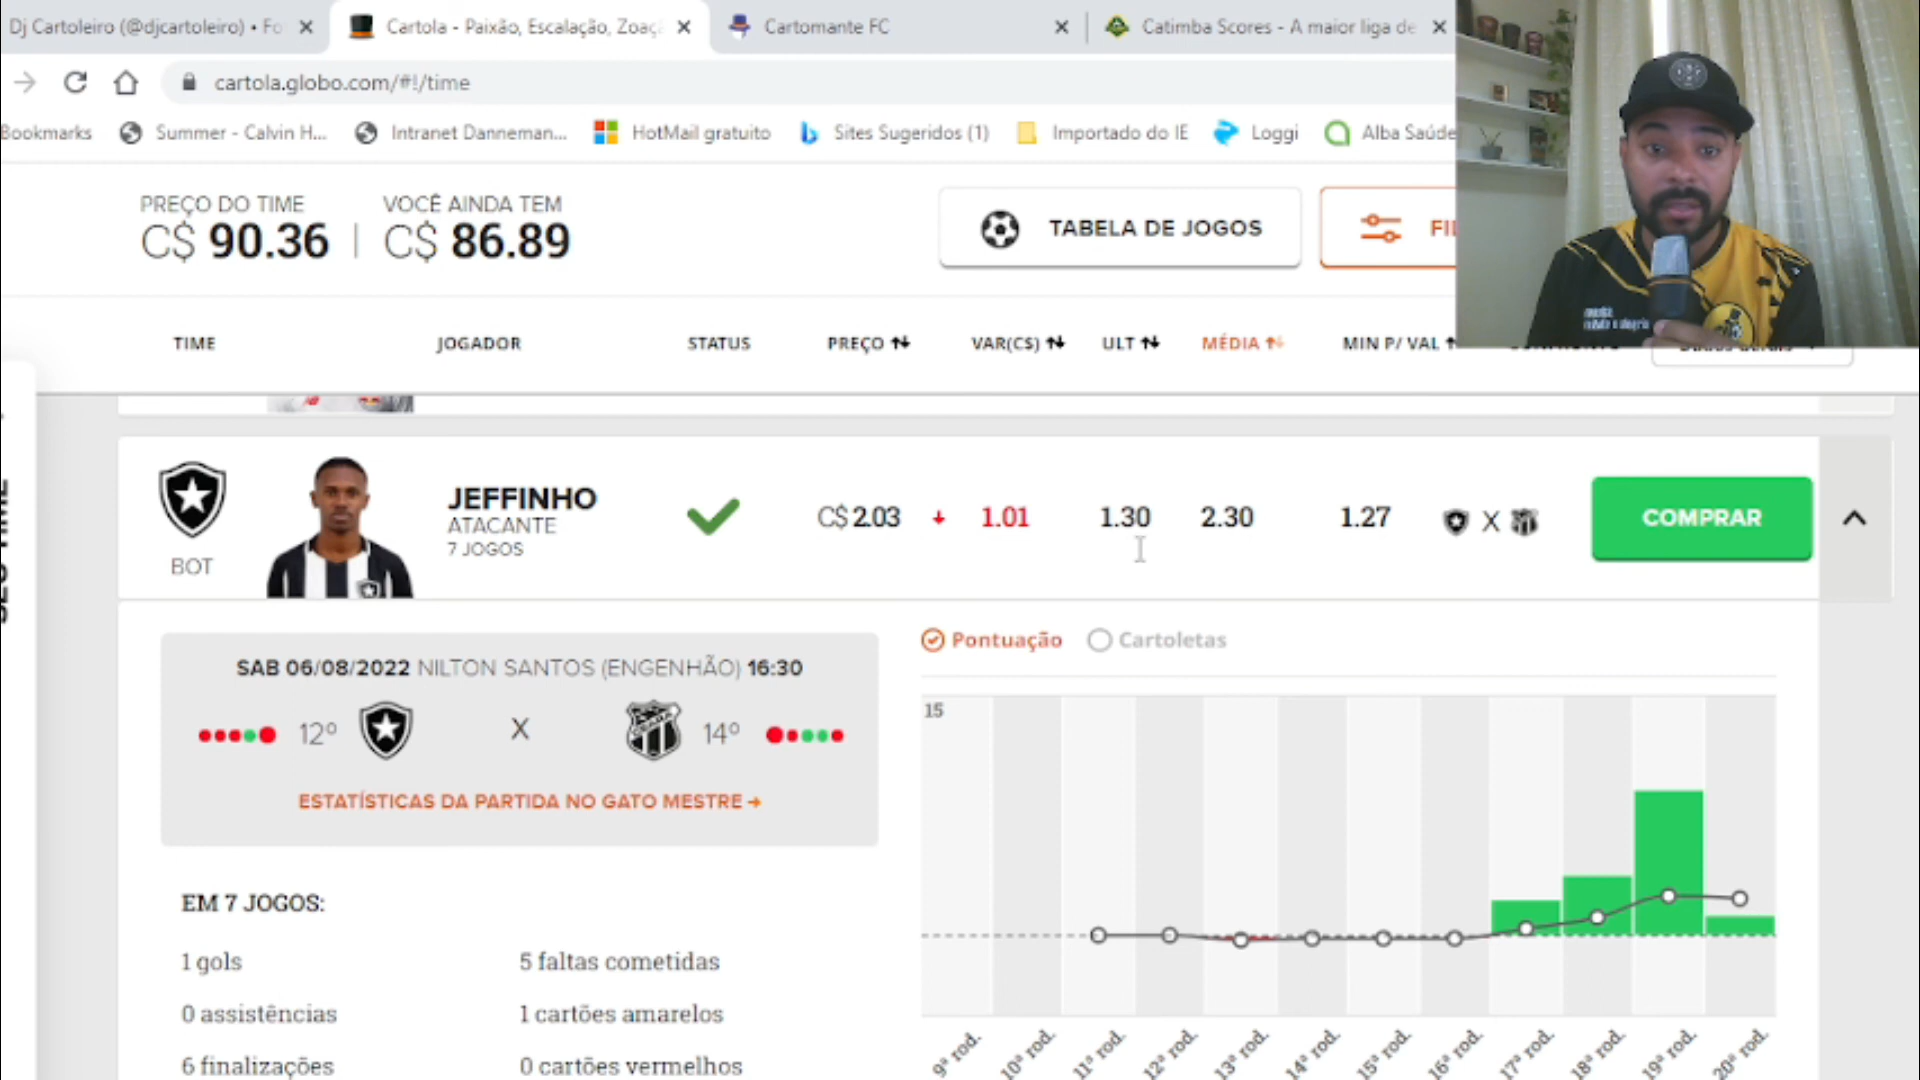 Dj Cartoleiro (@djcartoleiro) • Fo
Cartola - Paixão, Escalação, Zoaç
Cartomante FC
Catimba Scores - A maior liga de
cartola.globo.com/#!/time
Bookmarks
Summer - Calvin H...
Intranet Danneman...
HotMail gratuito
Sites Sugeridos (1)
Importado do IE
Loggi
Alba Saúde
PREÇO DO TIME
C$ 90.36
VOCÊ AINDA TEM
C$ 86.89
TABELA DE JOGOS
FI
TIME JOGADOR STATUS PREÇO VAR(C$) ULT MÉDIA MIN P/ VAL
BOT
JEFFINHO
ATACANTE
7 JOGOS
C$ 2.03 1.01 1.30 2.30 1.27 X
COMPRAR
SAB 06/08/2022 NILTON SANTOS (ENGENHÃO) 16:30
12º X 14º
ESTATÍSTICAS DA PARTIDA NO GATO MESTRE
EM 7 JOGOS:
1 gols
5 faltas cometidas
0 assistências
1 cartões amarelos
6 finalizações
0 cartões vermelhos
Pontuação
Cartoletas
15
9ª rod.
10ª rod.
11ª rod.
12ª rod.
13ª rod.
14ª rod.
15ª rod.
16ª rod.
17ª rod.
18ª rod.
19ª rod.
20ª rod.